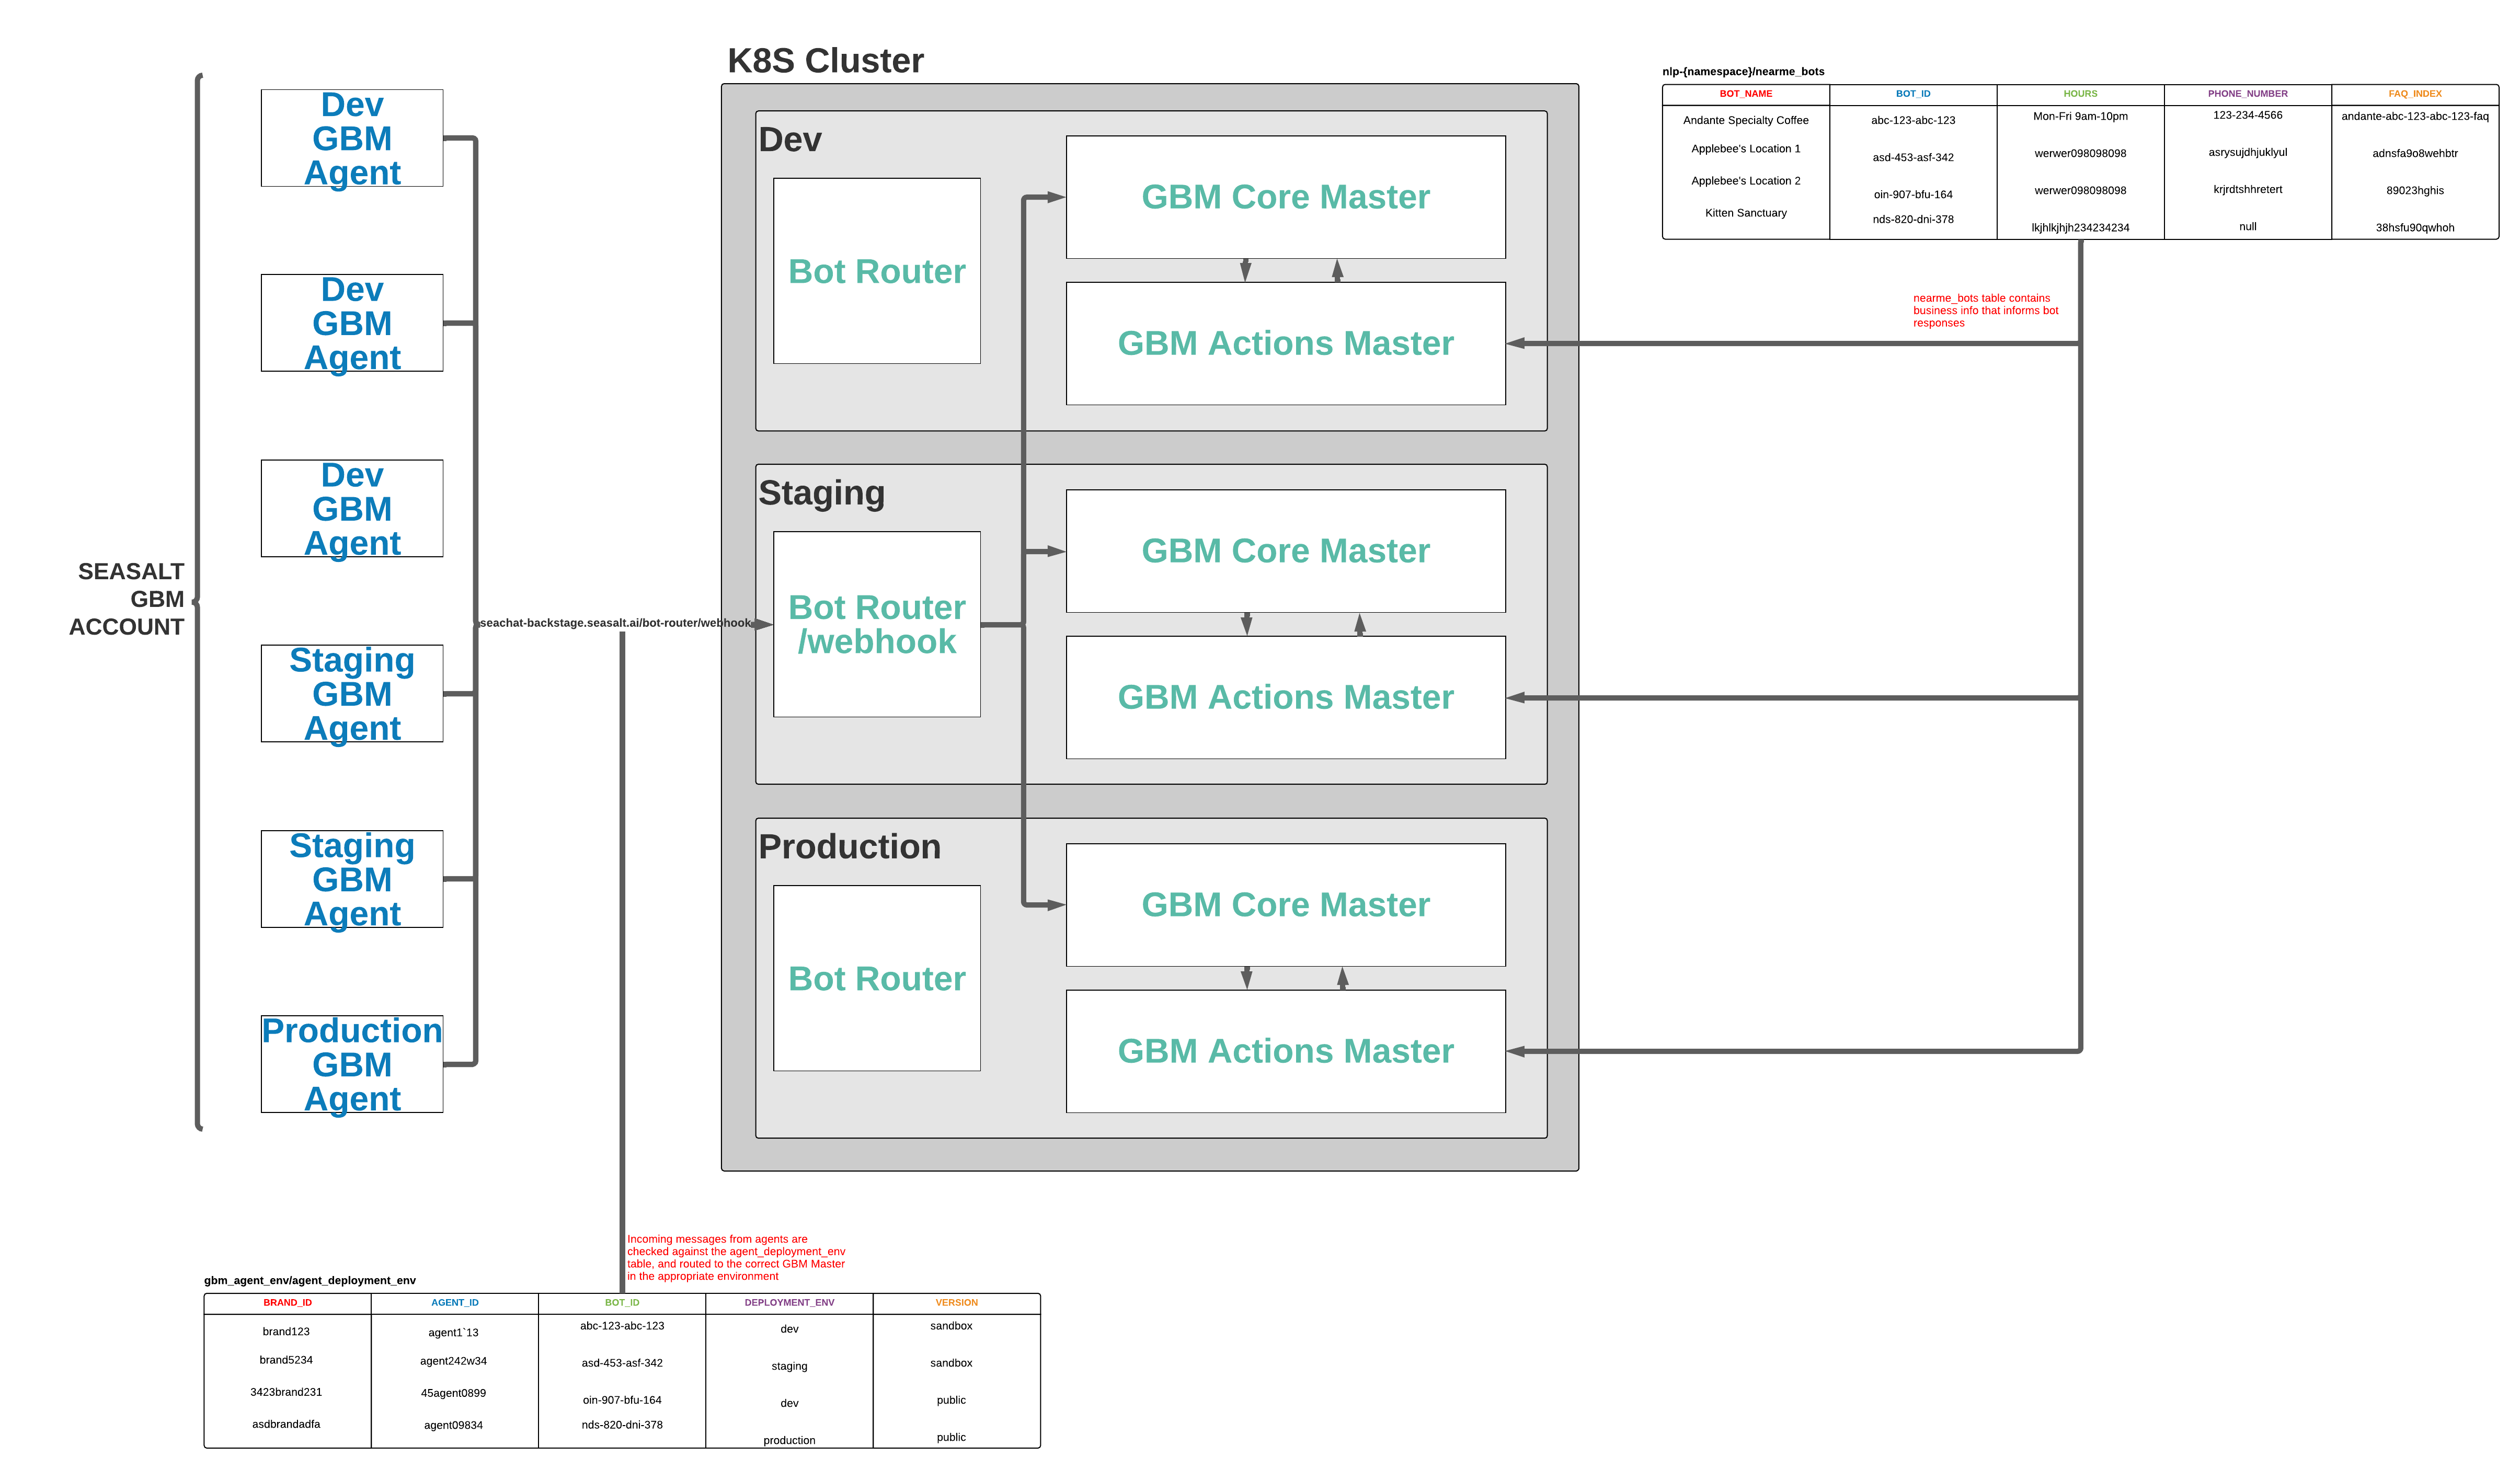 K8S Cluster
nlp-{namespace}/nearme_bots
BOT_NAME BOT_ID HOURS PHONE_NUMBER FAQ_INDEX
Andante Specialty Coffee abc-123-abc-123 Mon-Fri 9am-10pm 123-234-4566 andante-abc-123-abc-123-faq
Applebee's Location 1 asd-453-asf-342 werwer098098098 asrysujdhjuklyul adnsfa9o8wehbtr
Applebee's Location 2 oin-907-bfu-164 werwer098098098 krjrdtshhretert 89023hghis
Kitten Sanctuary nds-820-dni-378 lkjhlkjhjh234234234 null 38hsfu90qwhoh
nearme_bots table contains
business info that informs bot
responses
SEASALT
GBM
ACCOUNT
Dev
GBM
Agent
Dev
GBM
Agent
Dev
GBM
Agent
Staging
GBM
Agent
Staging
GBM
Agent
Production
GBM
Agent
seachat-backstage.seasalt.ai/bot-router/webhook
Dev
Bot Router
GBM Core Master
GBM Actions Master
Staging
Bot Router
/webhook
GBM Core Master
GBM Actions Master
Production
Bot Router
GBM Core Master
GBM Actions Master
Incoming messages from agents are
checked against the agent_deployment_env
table, and routed to the correct GBM Master
in the appropriate environment
gbm_agent_env/agent_deployment_env
BRAND_ID AGENT_ID BOT_ID DEPLOYMENT_ENV VERSION
brand123 agent1`13 abc-123-abc-123 dev sandbox
brand5234 agent242w34 asd-453-asf-342 staging sandbox
3423brand231 45agent0899 oin-907-bfu-164 dev public
asdbrandadfa agent09834 nds-820-dni-378 production public